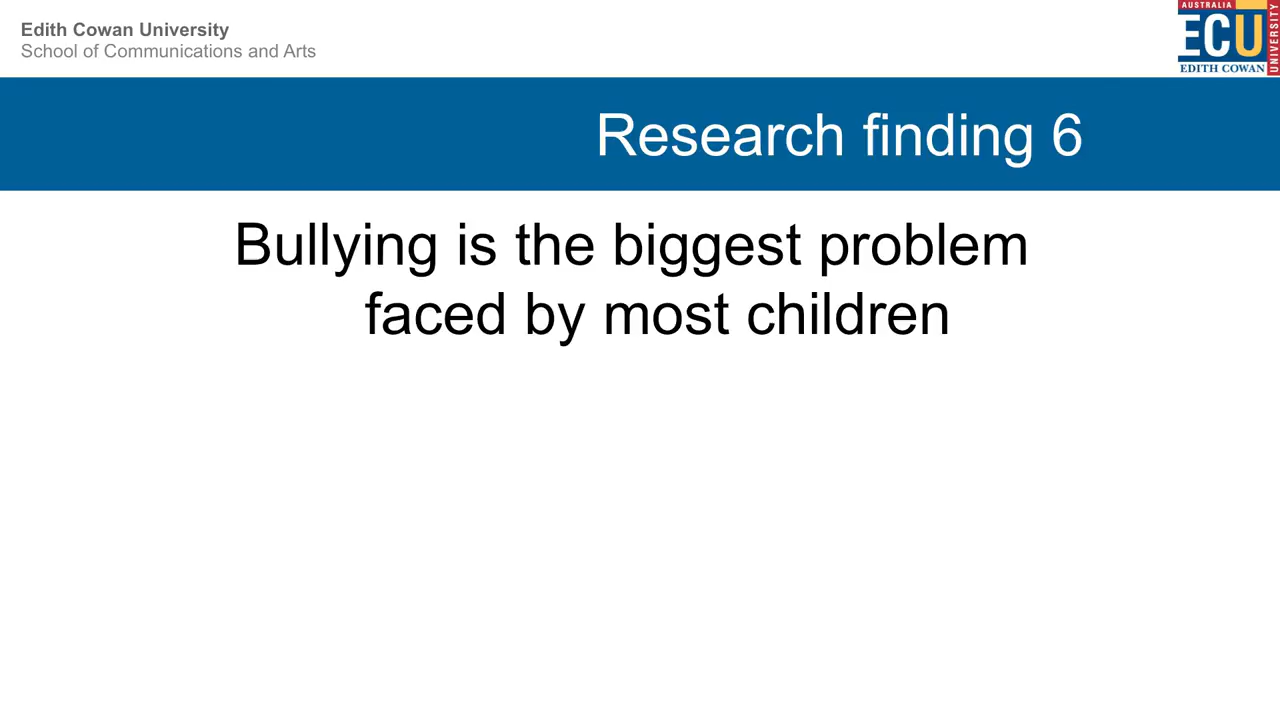 Edith Cowan University
School of Communications and Arts
AUSTRALIA
ECU
EDITH COWAN
UNIVERSITY
Research finding 6
Bullying is the biggest problem
faced by most children